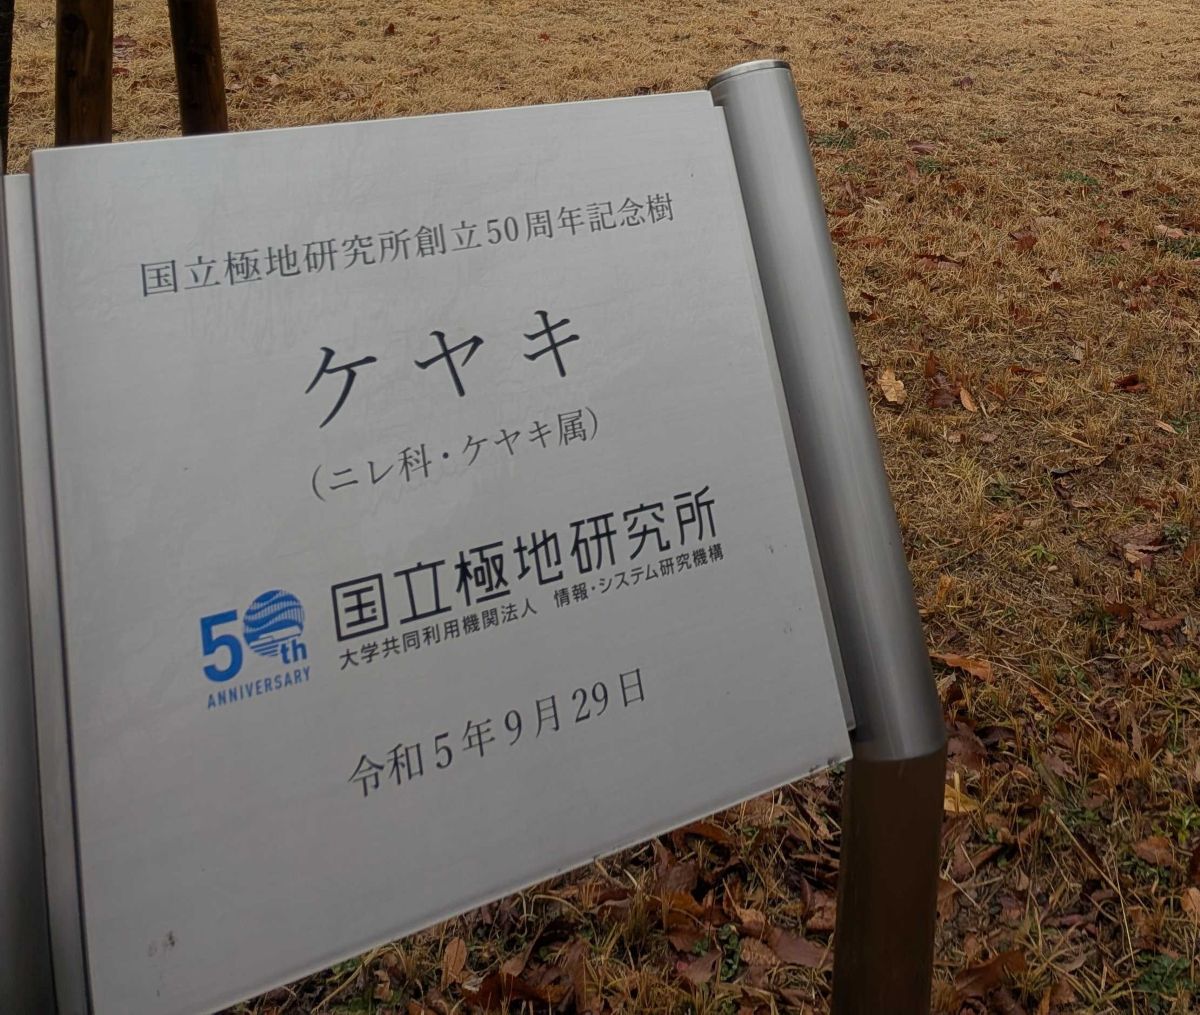 国立極地研究所創立50周年記念樹
ケヤキ
(ニレ科・ケヤキ属)
50th
ANNIVERSARY
国立極地研究所
大学共同利用機関法人 情報・システム研究機構
令和5年9月29日